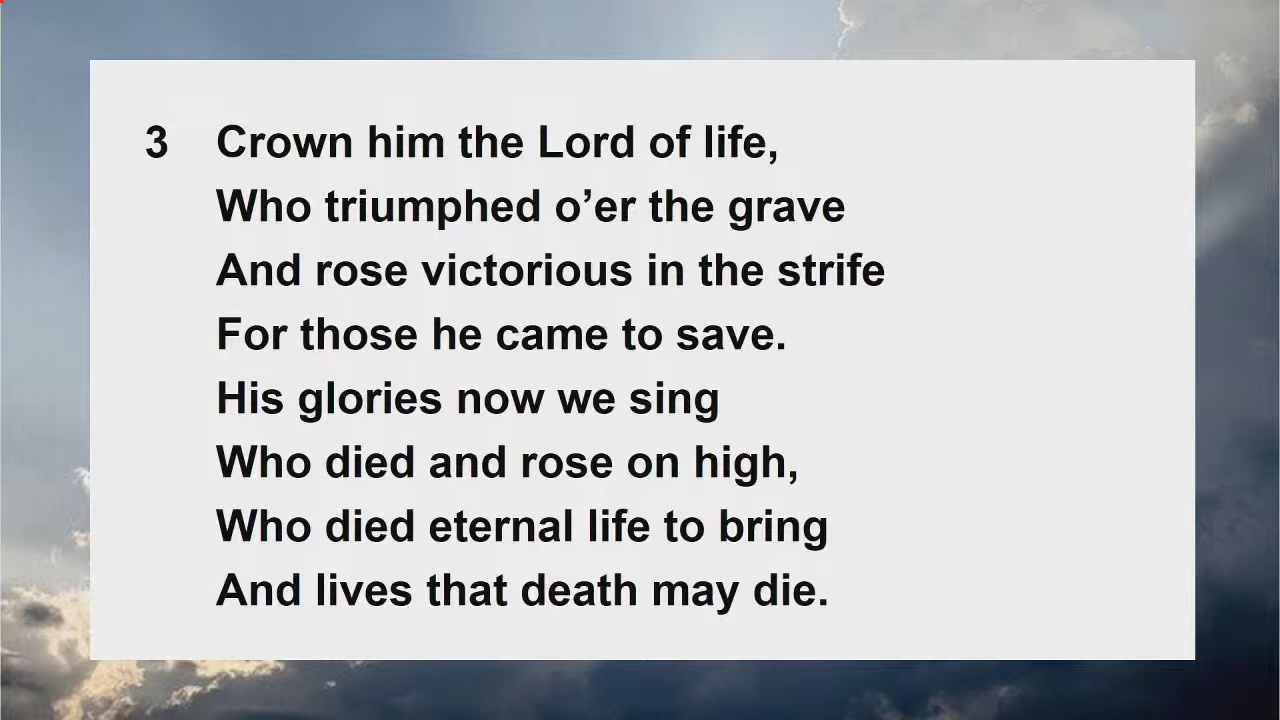 3 Crown him the Lord of life,
Who triumphed o’er the grave
And rose victorious in the strife
For those he came to save.
His glories now we sing
Who died and rose on high,
Who died eternal life to bring
And lives that death may die.